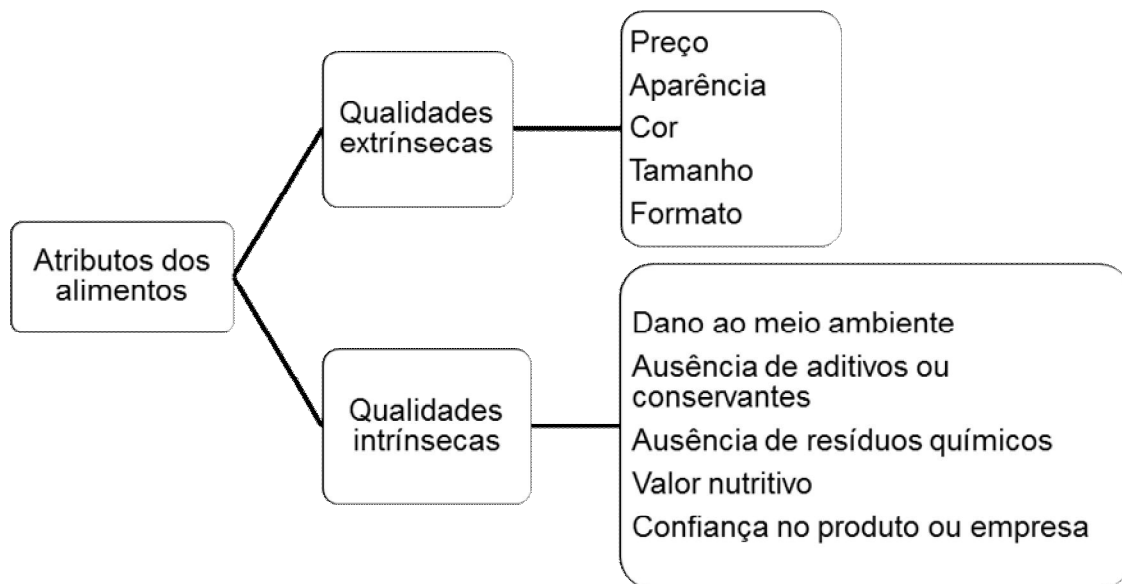 Atributos dos
alimentos
Qualidades
extrínsecas
Preço
Aparência
Cor
Tamanho
Formato
Qualidades
intrínsecas
Dano ao meio ambiente
Ausência de aditivos ou
conservantes
Ausência de resíduos químicos
Valor nutritivo
Confiança no produto ou empresa